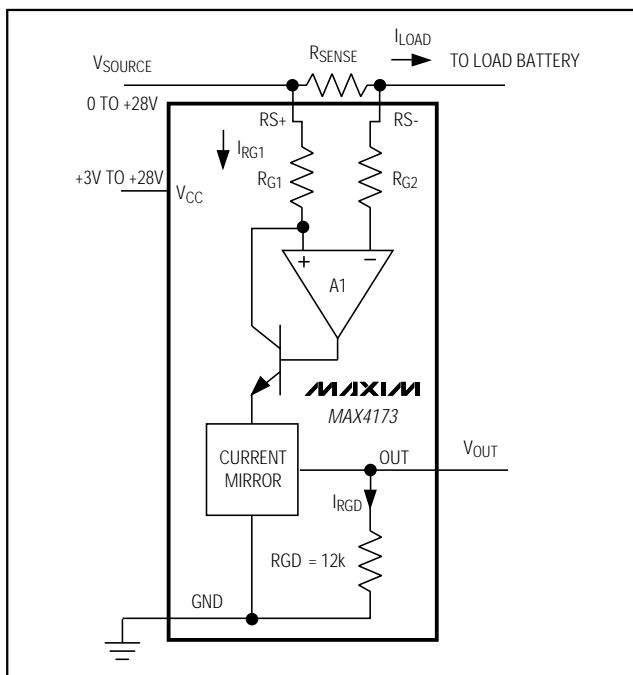 RSENSE
ILOAD
VSOURCE
TO LOAD BATTERY
0 TO +28V
RS+
RS-
IRG1
RG1
RG2
+3V TO +28V
VCC
+
−
A1
MAXIM
MAX4173
CURRENT
MIRROR
OUT
VOUT
IRGD
RGD = 12k
GND